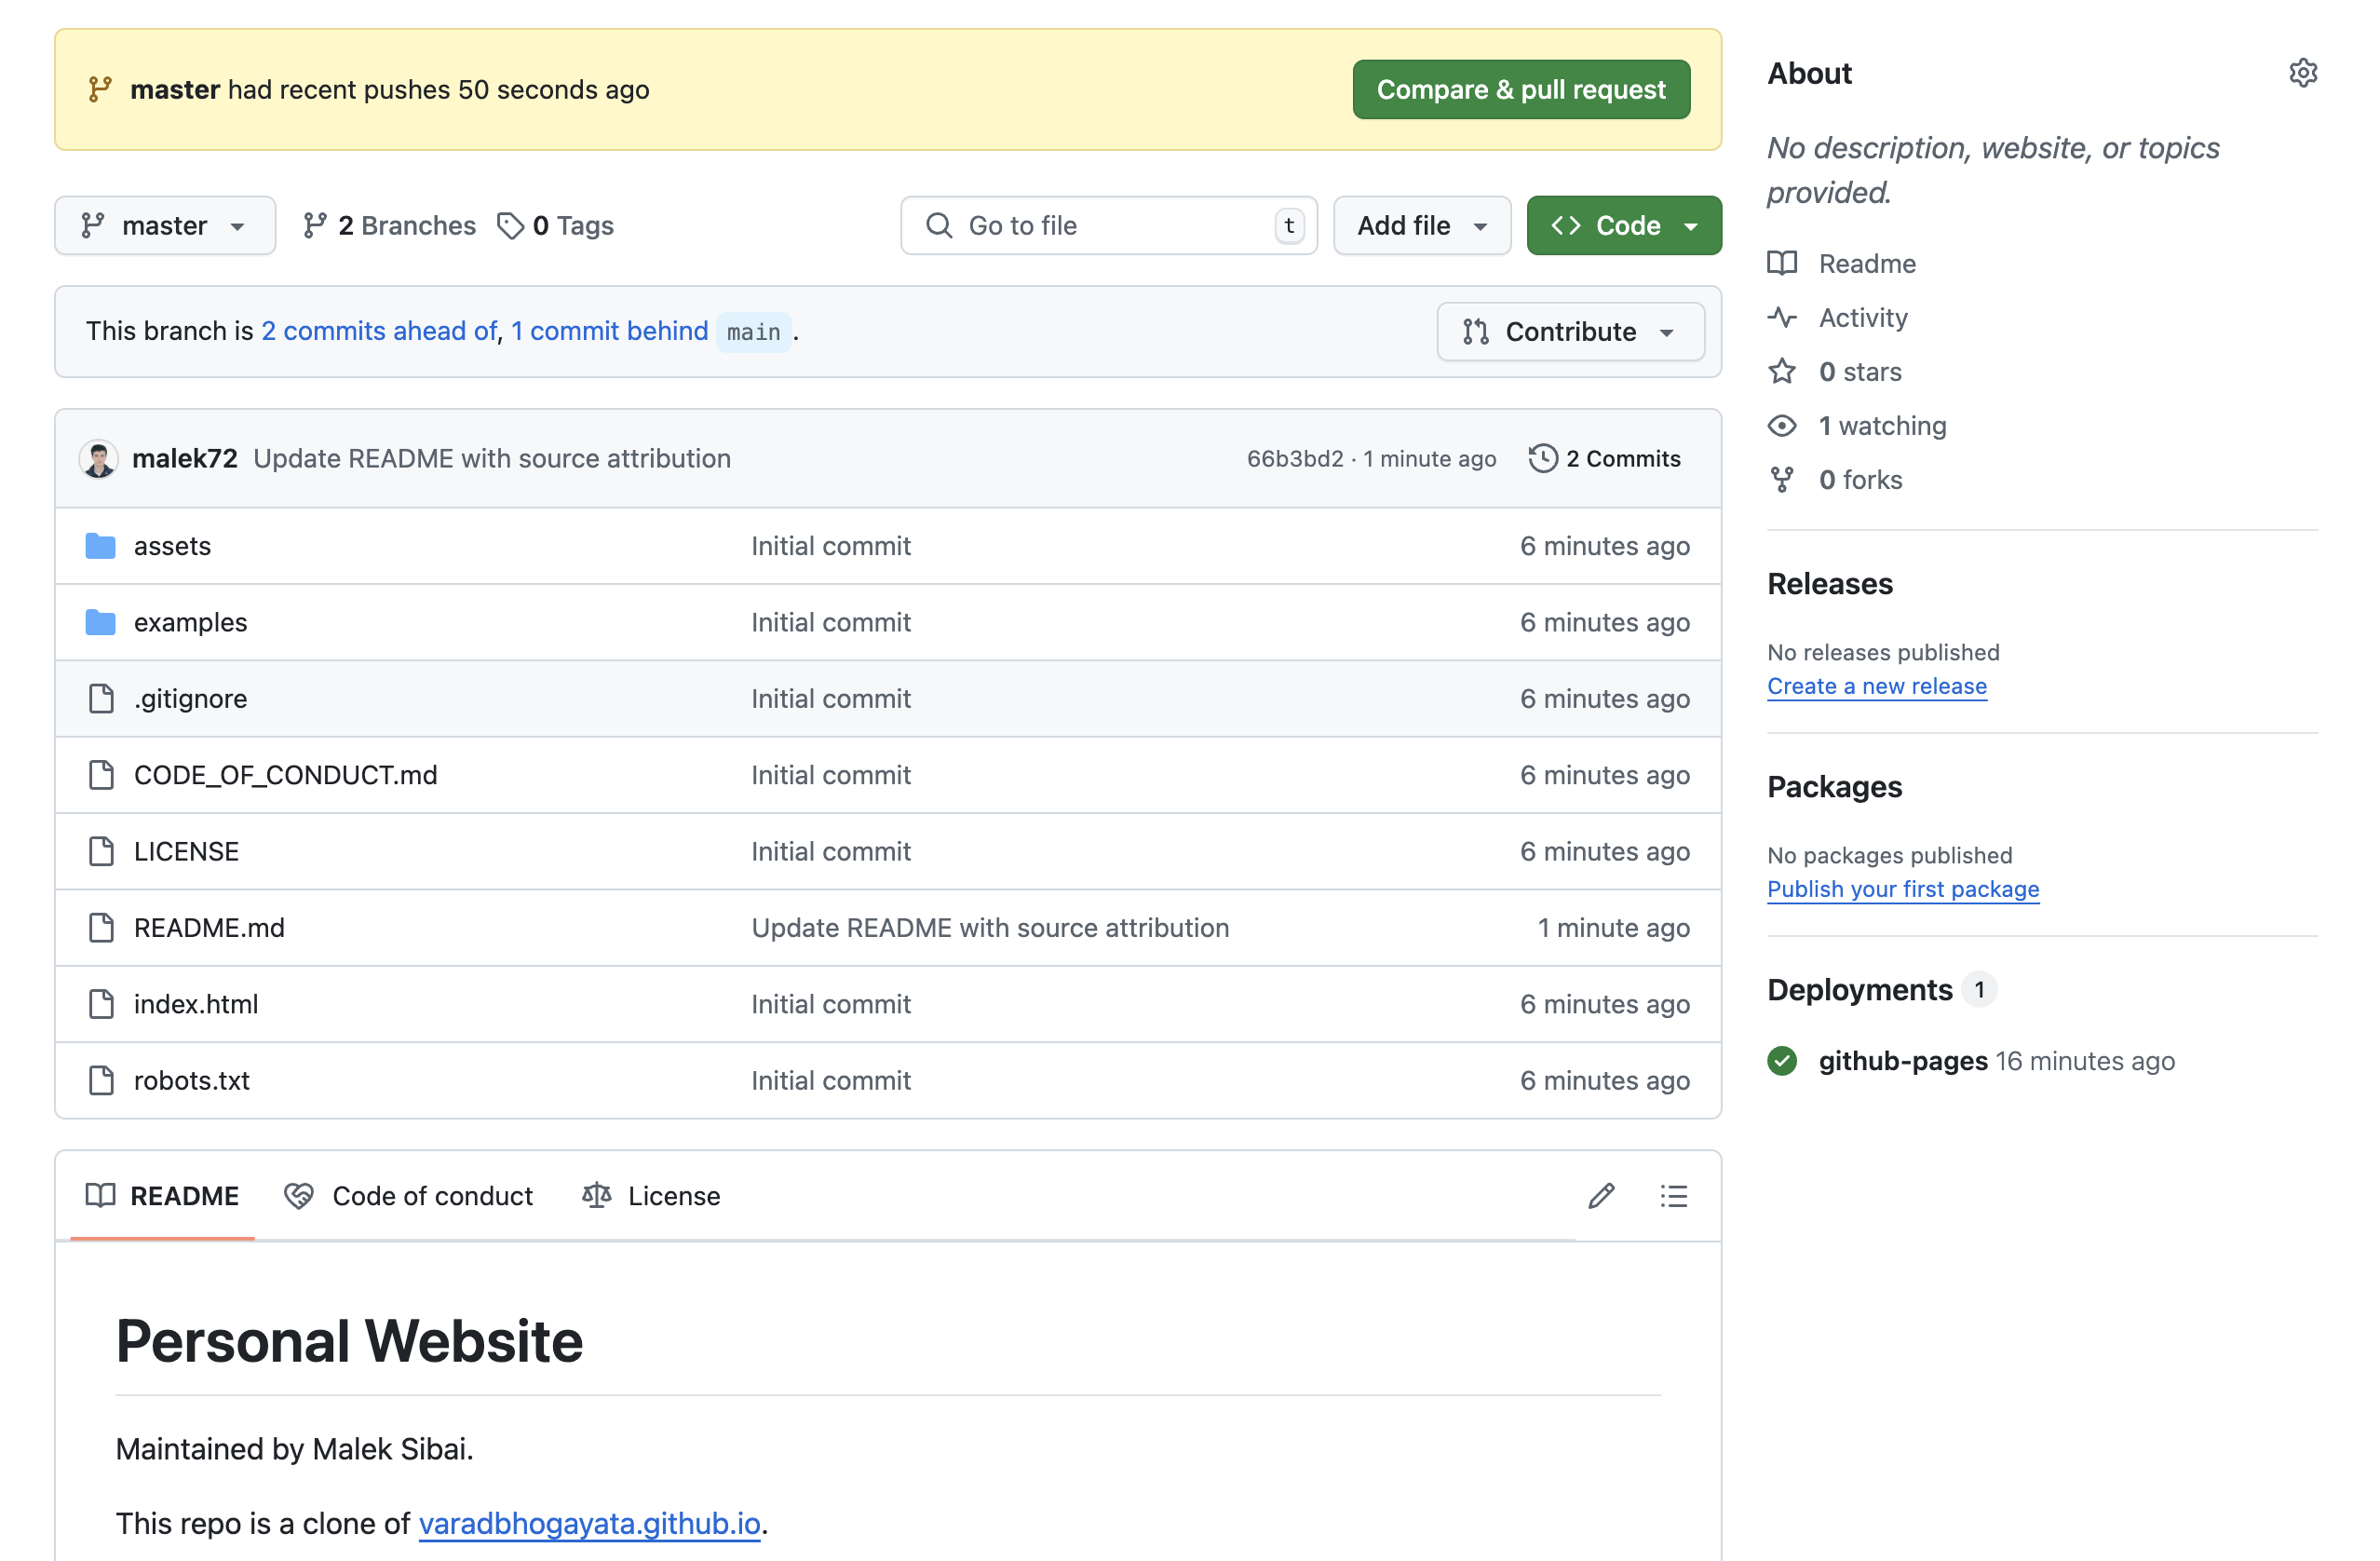 master had recent pushes 50 seconds ago
Compare & pull request
master
2 Branches
0 Tags
Go to file
t
Add file
Code
This branch is 2 commits ahead of, 1 commit behind main.
Contribute
malek72 Update README with source attribution
66b3bd2 · 1 minute ago
2 Commits
assets Initial commit 6 minutes ago
examples Initial commit 6 minutes ago
.gitignore Initial commit 6 minutes ago
CODE_OF_CONDUCT.md Initial commit 6 minutes ago
LICENSE Initial commit 6 minutes ago
README.md Update README with source attribution 1 minute ago
index.html Initial commit 6 minutes ago
robots.txt Initial commit 6 minutes ago
README
Code of conduct
License
Personal Website
Maintained by Malek Sibai.
This repo is a clone of varadbhogayata.github.io.
About
No description, website, or topics
provided.
Readme
Activity
0 stars
1 watching
0 forks
Releases
No releases published
Create a new release
Packages
No packages published
Publish your first package
Deployments 1
github-pages 16 minutes ago